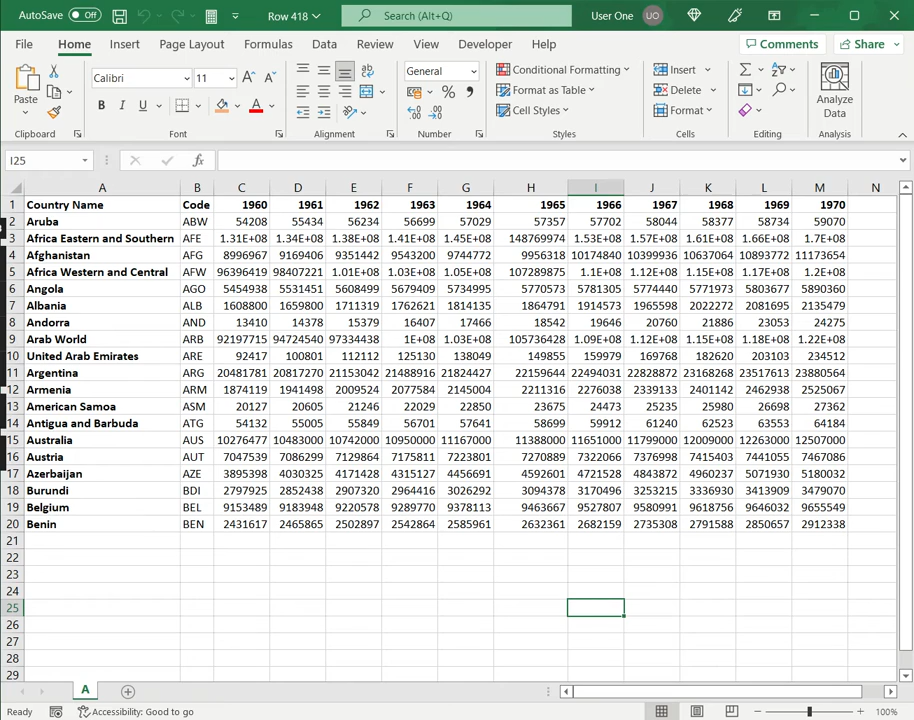 AutoSave Off Row 418 Search (Alt+Q) User One UO
File Home Insert Page Layout Formulas Data Review View Developer Help Comments Share
Paste Calibri 11 General Conditional Formatting Insert Analyze Data
B I U A % , Format as Table Delete
Cell Styles Format
Clipboard Font Alignment Number Styles Cells Editing Analysis
I25 fx
A B C D E F G H I J K L M N
1 Country Name Code 1960 1961 1962 1963 1964 1965 1966 1967 1968 1969 1970
2 Aruba ABW 54208 55434 56234 56699 57029 57357 57702 58044 58377 58734 59070
3 Africa Eastern and Southern AFE 1.31E+08 1.34E+08 1.38E+08 1.41E+08 1.45E+08 148769974 1.53E+08 1.57E+08 1.61E+08 1.66E+08 1.7E+08
4 Afghanistan AFG 8996967 9169406 9351442 9543200 9744772 9956318 10174840 10399936 10637064 10893772 11173654
5 Africa Western and Central AFW 96396419 98407221 1.01E+08 1.03E+08 1.05E+08 107289875 1.1E+08 1.12E+08 1.15E+08 1.17E+08 1.2E+08
6 Angola AGO 5454938 5531451 5608499 5679409 5734995 5770573 5781305 5774440 5771973 5803677 5890360
7 Albania ALB 1608800 1659800 1711319 1762621 1814135 1864791 1914573 1965598 2022272 2081695 2135479
8 Andorra AND 13410 14378 15379 16407 17466 18542 19646 20760 21886 23053 24275
9 Arab World ARB 92197715 94724540 97334438 1E+08 1.03E+08 105736428 1.09E+08 1.12E+08 1.15E+08 1.18E+08 1.22E+08
10 United Arab Emirates ARE 92417 100801 112112 125130 138049 149855 159979 169768 182620 203103 234512
11 Argentina ARG 20481781 20817270 21153042 21488916 21824427 22159644 22494031 22828872 23168268 23517613 23880564
12 Armenia ARM 1874119 1941498 2009524 2077584 2145004 2211316 2276038 2339133 2401142 2462938 2525067
13 American Samoa ASM 20127 20605 21246 22029 22850 23675 24473 25235 25980 26698 27362
14 Antigua and Barbuda ATG 54132 55005 55849 56701 57641 58699 59912 61240 62523 63553 64184
15 Australia AUS 10276477 10483000 10742000 10950000 11167000 11388000 11651000 11799000 12009000 12263000 12507000
16 Austria AUT 7047539 7086299 7129864 7175811 7223801 7270889 7322066 7376998 7415403 7441055 7467086
17 Azerbaijan AZE 3895398 4030325 4171428 4315127 4456691 4592601 4721528 4843872 4960237 5071930 5180032
18 Burundi BDI 2797925 2852438 2907320 2964416 3026292 3094378 3170496 3253215 3336930 3413909 3479070
19 Belgium BEL 9153489 9183948 9220578 9289770 9378113 9463667 9527807 9580991 9618756 9646032 9655549
20 Benin BEN 2431617 2465865 2502897 2542864 2585961 2632361 2682159 2735308 2791588 2850657 2912338
21
22
23
24
25
26
27
28
29
A
Ready Accessibility: Good to go 100%